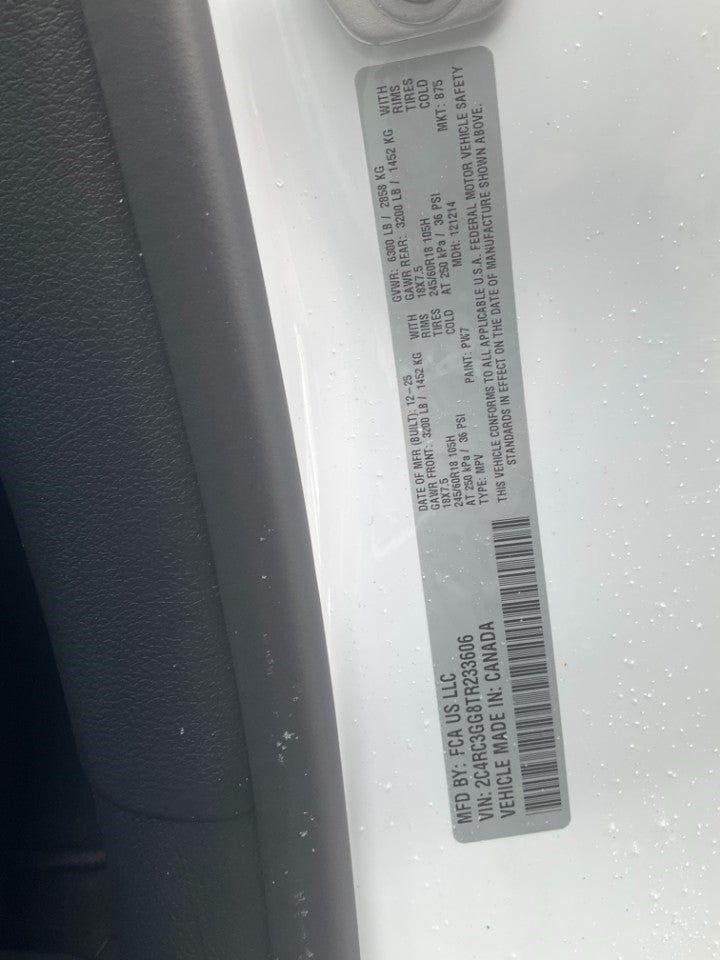 MFD BY: FCA US LLC
VIN: 2C4RC3GG8TR233606
VEHICLE MADE IN: CANADA
DATE OF MFR (BUILT): 12-25
GAWR FRONT: 3200 LB / 1452 KG WITH
18X7.5 RIMS
245/60R18 105H TIRES
AT 250 kPa / 36 PSI COLD
TYPE: MPV
GVWR: 6300 LB / 2858 KG
GAWR REAR: 3200 LB / 1452 KG WITH
18X7.5 RIMS
245/60R18 105H TIRES
AT 250 kPa / 36 PSI COLD
PAINT: PW7 MDH: 121214 MKT: 875
THIS VEHICLE CONFORMS TO ALL APPLICABLE U.S.A. FEDERAL MOTOR VEHICLE SAFETY
STANDARDS IN EFFECT ON THE DATE OF MANUFACTURE SHOWN ABOVE.